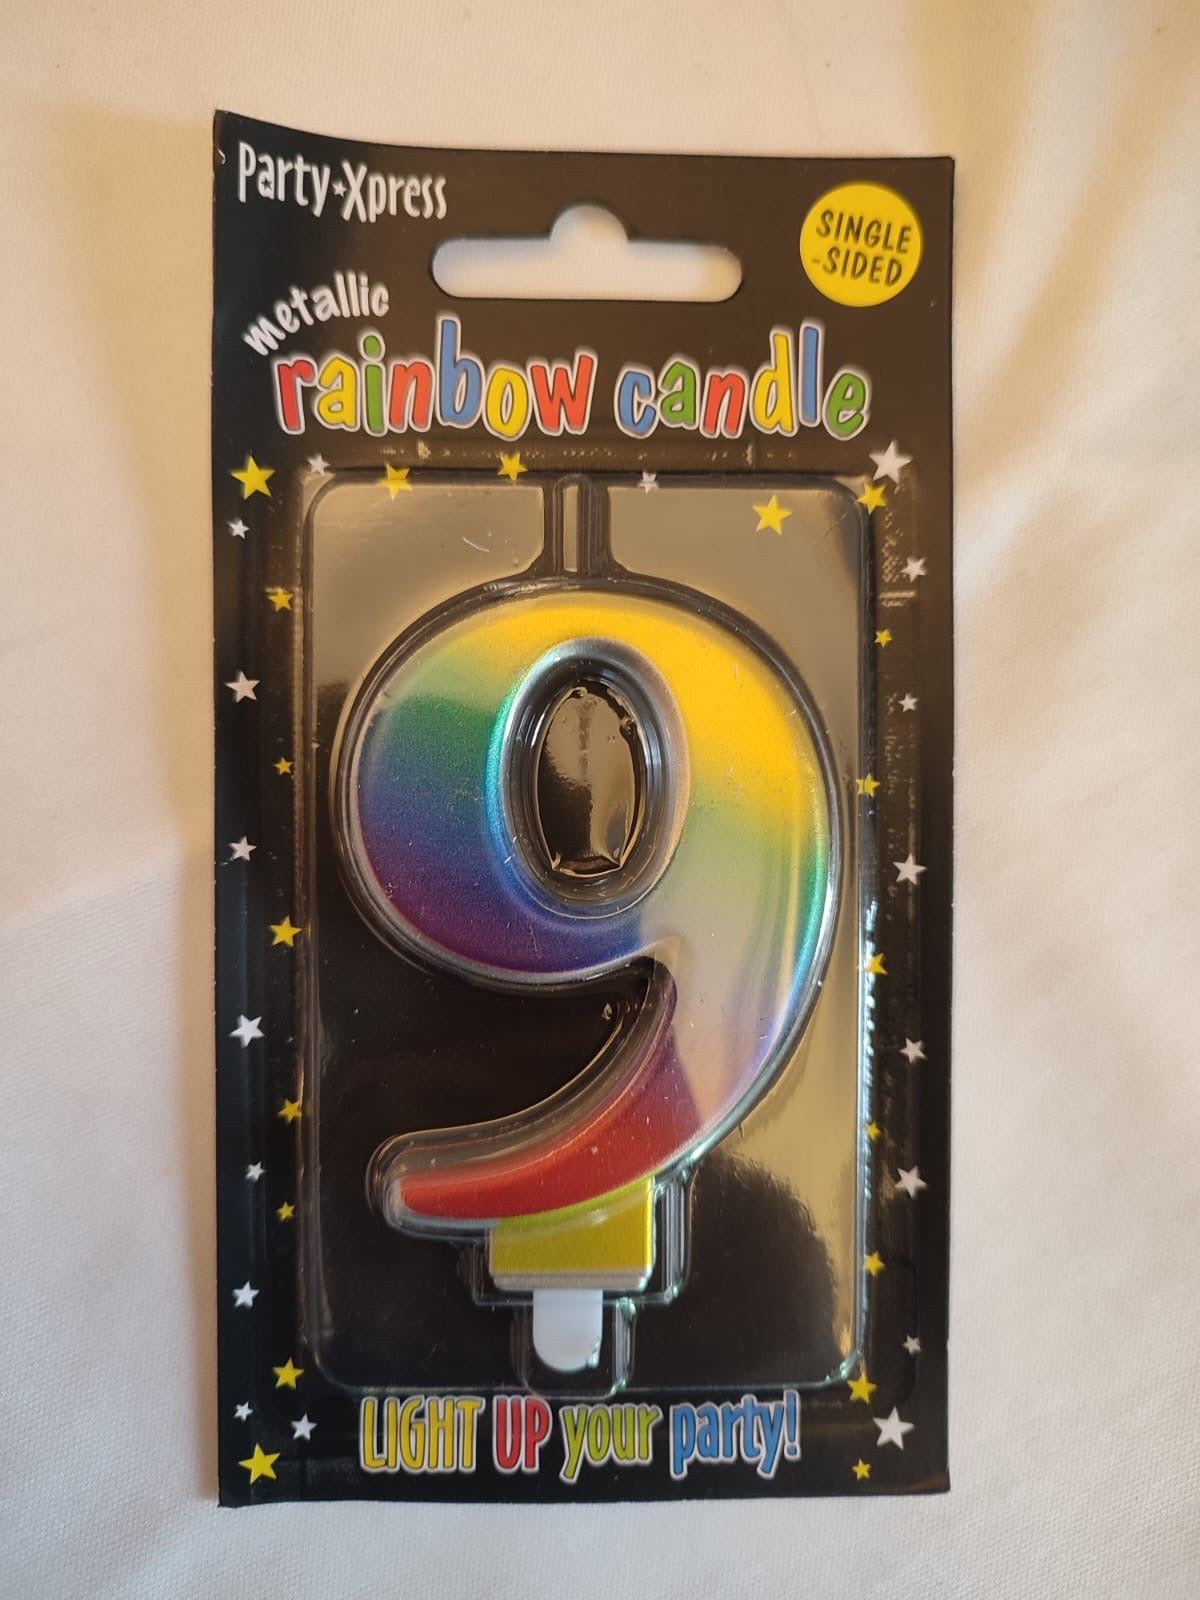 Party★Xpress
SINGLE
-SIDED
metallic
rainbow candle
9
LIGHT UP your party!